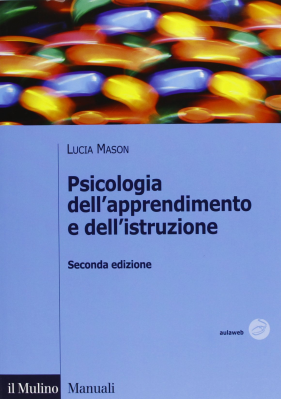 LUCIA MASON
Psicologia
dell'apprendimento
e dell'istruzione
Seconda edizione
aulaweb
il Mulino Manuali